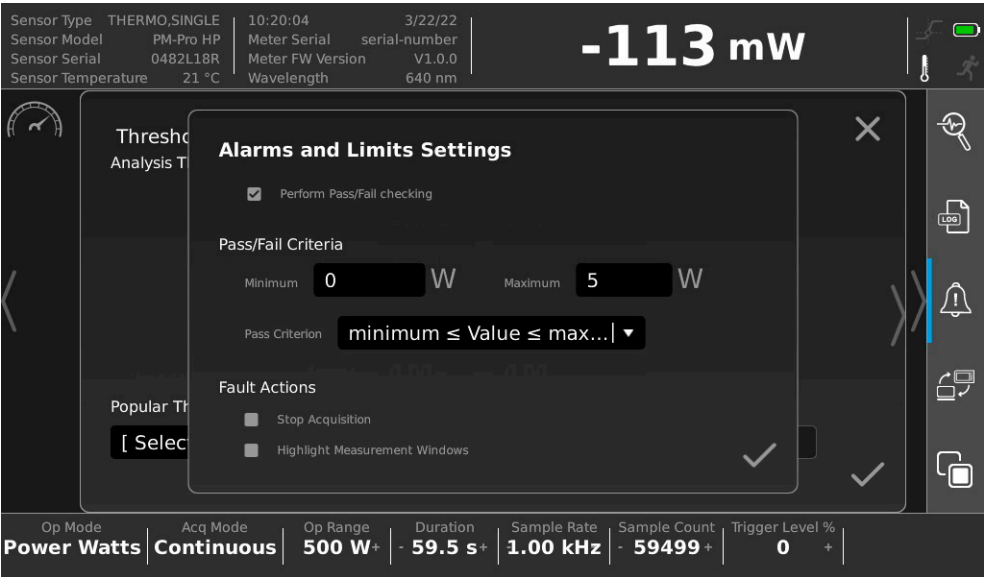 Sensor Type THERMO,SINGLE
Sensor Model PM-Pro HP
Sensor Serial 0482L18R
Sensor Temperature 21 °C
10:20:04 3/22/22
Meter Serial serial-number
Meter FW Version V1.0.0
Wavelength 640 nm
-113 mW
Thresho
Analysis T
Alarms and Limits Settings
Perform Pass/Fail checking
Pass/Fail Criteria
Minimum 0 W Maximum 5 W
Pass Criterion minimum ≤ Value ≤ max...
Fault Actions
Stop Acquisition
Highlight Measurement Windows
Popular Th
[ Selec
LOG
Op Mode Acq Mode Op Range Duration Sample Rate Sample Count Trigger Level %
Power Watts Continuous 500 W + - 59.5 s + 1.00 kHz - 59499 + 0 +